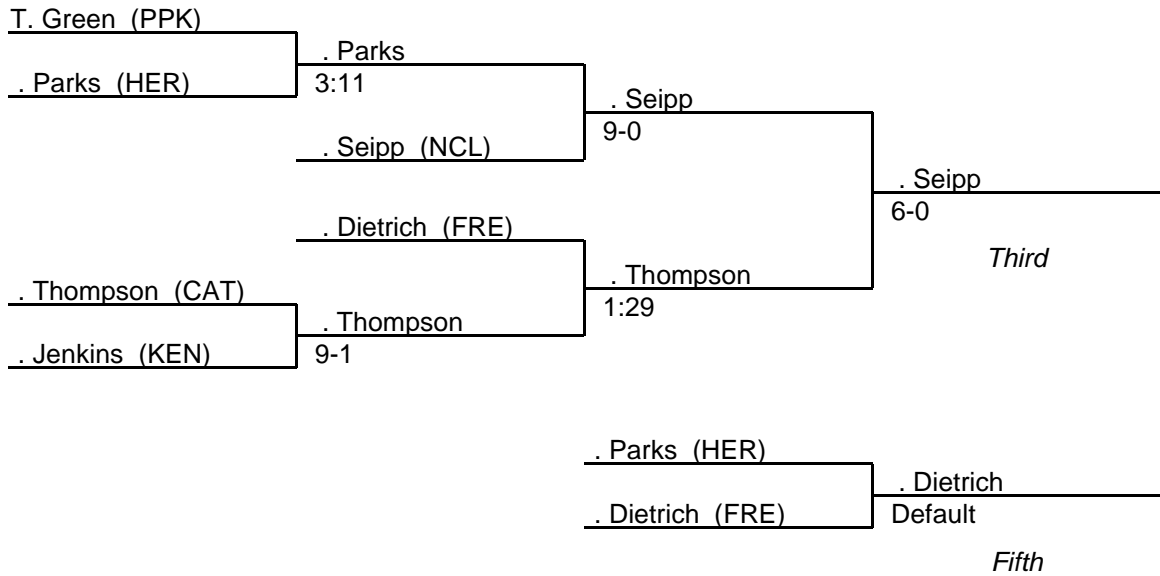 T. Green (PPK)
. Parks
. Parks (HER)
3:11
. Seipp
9-0
. Seipp (NCL)
. Seipp
6-0
. Dietrich (FRE)
Third
. Thompson
. Thompson (CAT)
1:29
. Thompson
. Jenkins (KEN)
9-1
. Parks (HER)
. Dietrich
. Dietrich (FRE)
Default
Fifth